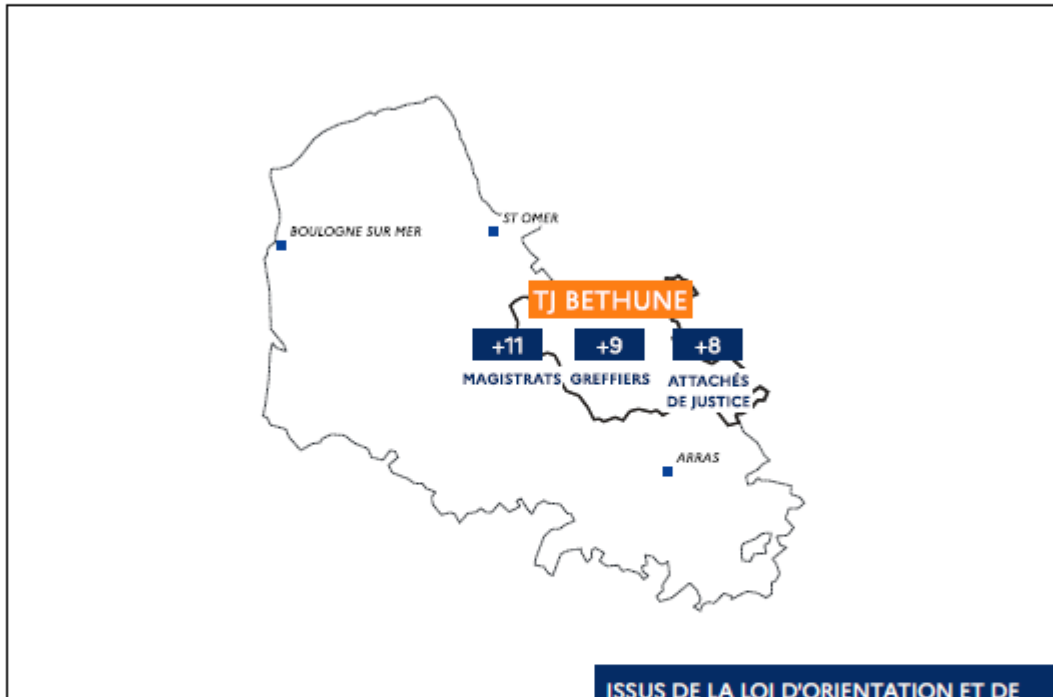 ST OMER
BOULOGNE SUR MER
TJ BETHUNE
+11
+9
+8
MAGISTRATS
GREFFIERS
ATTACHÉS
DE JUSTICE
ARRAS
ISSUS DE LA LOI D'ORIENTATION ET DE